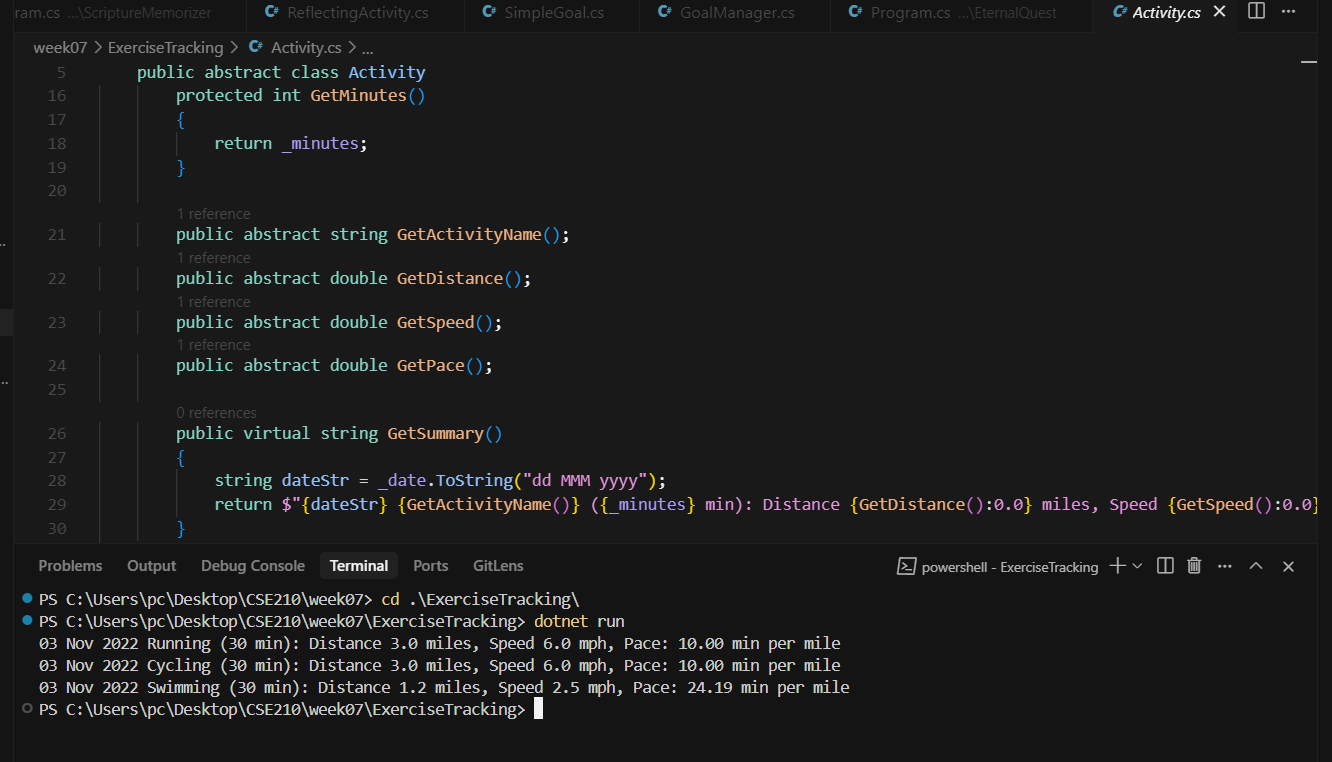 ram.cs ...\ScriptureMemorizer ReflectingActivity.cs SimpleGoal.cs GoalManager.cs Program.cs ...\EternalQuest Activity.cs
week07 > ExerciseTracking > Activity.cs > ...
5 public abstract class Activity
16 protected int GetMinutes()
17 {
18 return _minutes;
19 }
20
1 reference
21 public abstract string GetActivityName();
1 reference
22 public abstract double GetDistance();
1 reference
23 public abstract double GetSpeed();
1 reference
24 public abstract double GetPace();
25
0 references
26 public virtual string GetSummary()
27 {
28 string dateStr = _date.ToString("dd MMM yyyy");
29 return $"{dateStr} {GetActivityName()} ({_minutes} min): Distance {GetDistance():0.0} miles, Speed {GetSpeed():0.0}
30 }
Problems Output Debug Console Terminal Ports GitLens powershell - ExerciseTracking
PS C:\Users\pc\Desktop\CSE210\week07> cd .\ExerciseTracking\
PS C:\Users\pc\Desktop\CSE210\week07\ExerciseTracking> dotnet run
03 Nov 2022 Running (30 min): Distance 3.0 miles, Speed 6.0 mph, Pace: 10.00 min per mile
03 Nov 2022 Cycling (30 min): Distance 3.0 miles, Speed 6.0 mph, Pace: 10.00 min per mile
03 Nov 2022 Swimming (30 min): Distance 1.2 miles, Speed 2.5 mph, Pace: 24.19 min per mile
PS C:\Users\pc\Desktop\CSE210\week07\ExerciseTracking>